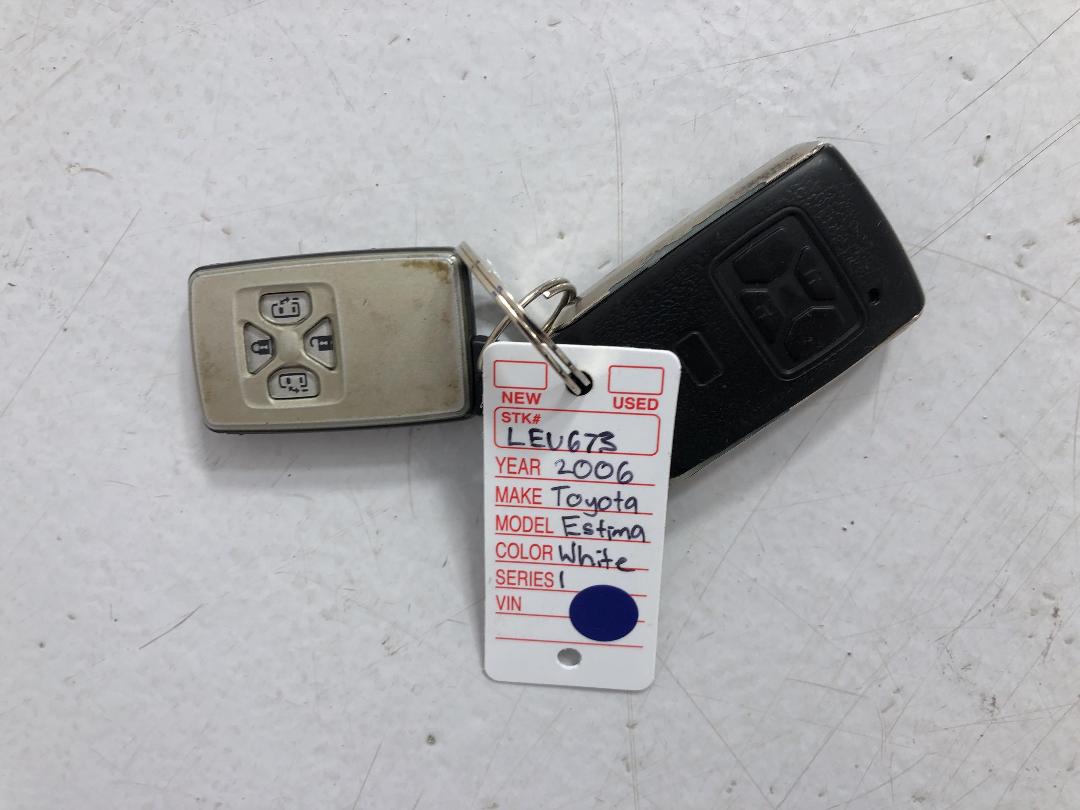 NEW USED
STK#
LEU673
YEAR 2006
MAKE Toyota
MODEL Estima
COLOR White
SERIES 1
VIN